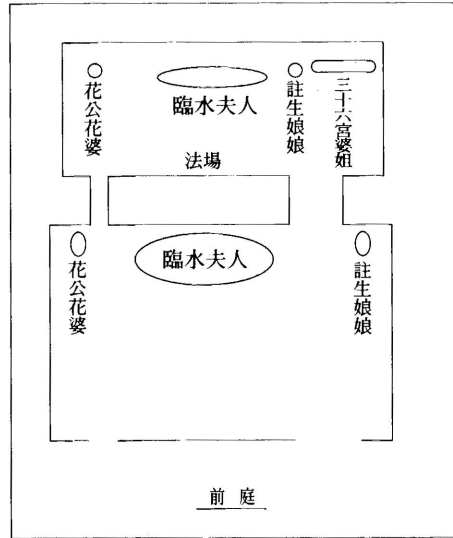 花公花婆
臨水夫人
註生娘娘
三十六宮婆姐
法場
花公花婆
臨水夫人
註生娘娘
前庭